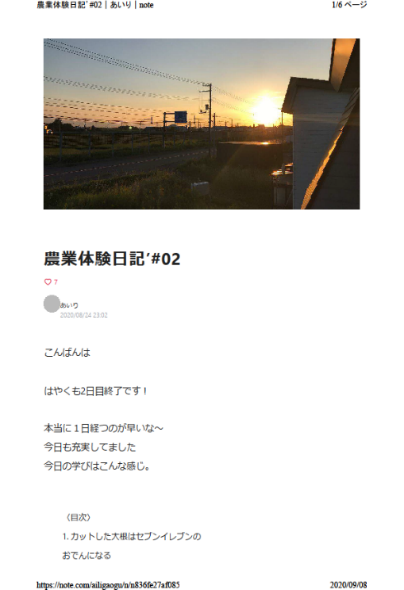 農業体験日記’#02｜あいり｜note
1/6 ページ
農業体験日記’#02
7
あいり
2020/08/24 23:02
こんばんは
はやくも2日目終了です！
本当に１日経つのが早いな〜
今日も充実してました
今日の学びはこんな感じ。
（目次）
1. カットした大根はセブンイレブンの
おでんになる
https://note.com/ailigaogu/n/n836fe27af085
2020/09/08